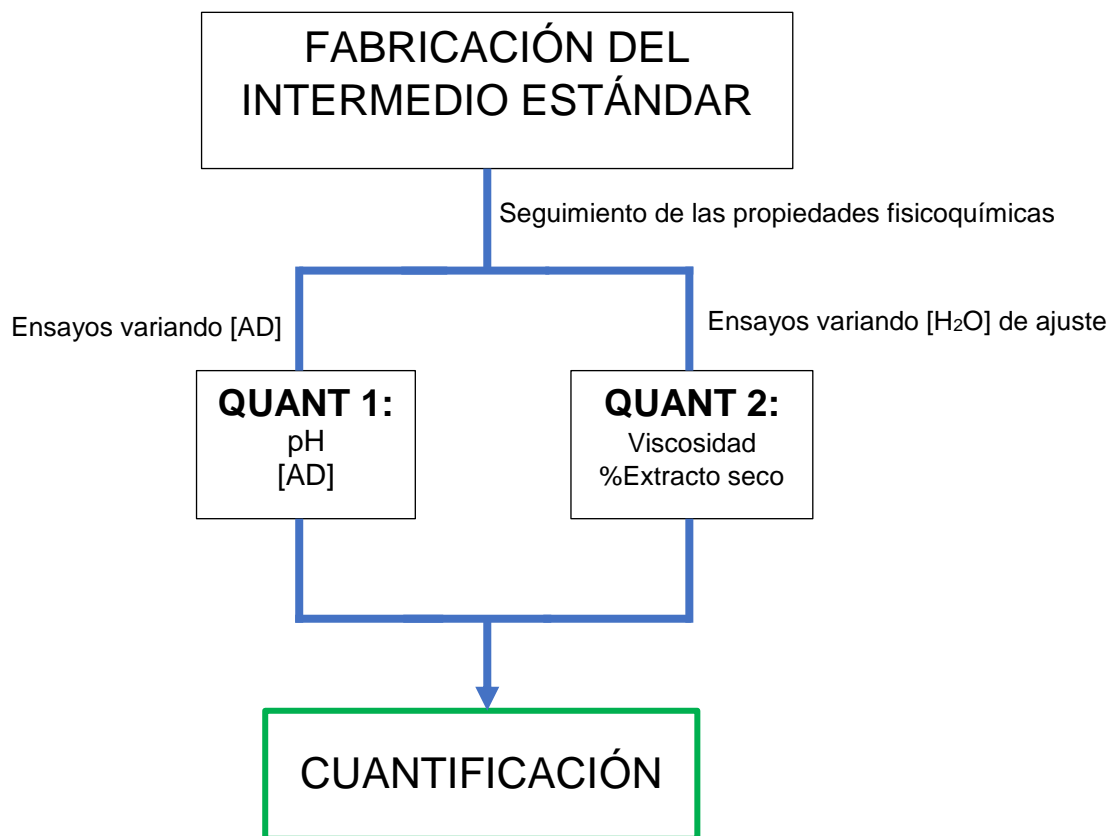 FABRICACIÓN DEL
INTERMEDIO ESTÁNDAR
Seguimiento de las propiedades fisicoquímicas
Ensayos variando [AD]
Ensayos variando [H₂O] de ajuste
QUANT 1:
pH
[AD]
QUANT 2:
Viscosidad
%Extracto seco
CUANTIFICACIÓN